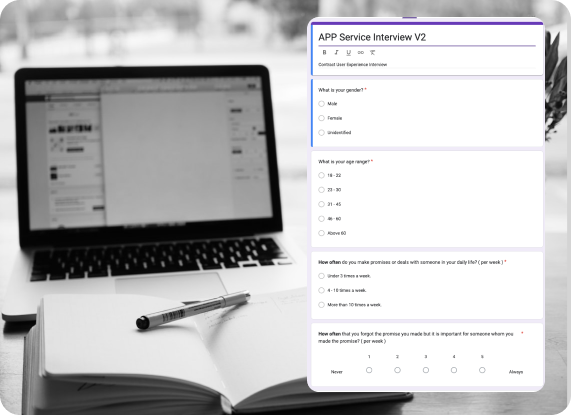 APP Service Interview V2
B I U
Contract User Experience Interview
What is your gender? *
Male
Female
Unidentified
What is your age range? *
18 - 22
23 - 30
31 - 45
46 - 60
Above 60
How often do you make promises or deals with someone in your daily life? ( per week ) *
Under 3 times a week.
4 - 10 times a week.
More than 10 times a week.
How often that you forgot the promise you made but it is important for someone whom you *
made the promise? ( per week )
1 2 3 4 5
Never Always